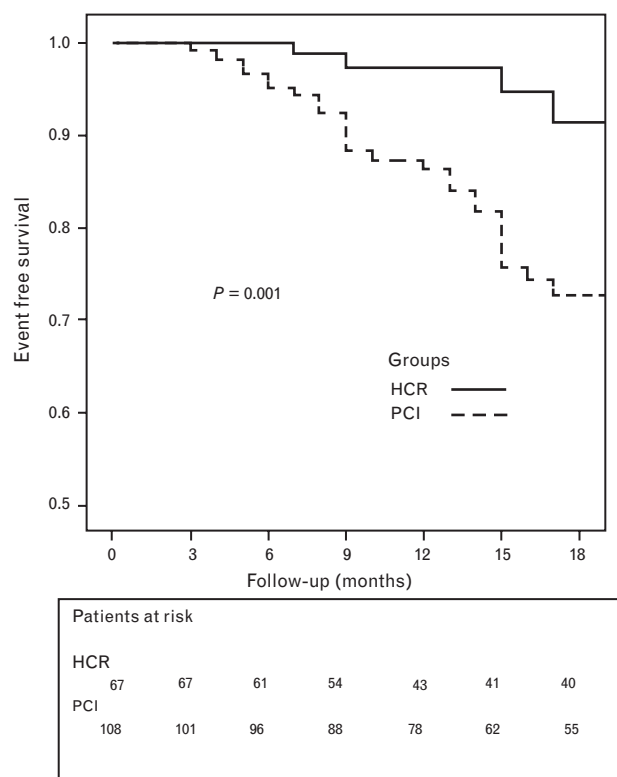 1.0
0.9
0.8
0.7
0.6
0.5
Event free survival
P = 0.001
Groups
HCR
PCI
0 3 6 9 12 15 18
Follow-up (months)
Patients at risk
HCR
67 67 61 54 43 41 40
PCI
108 101 96 88 78 62 55